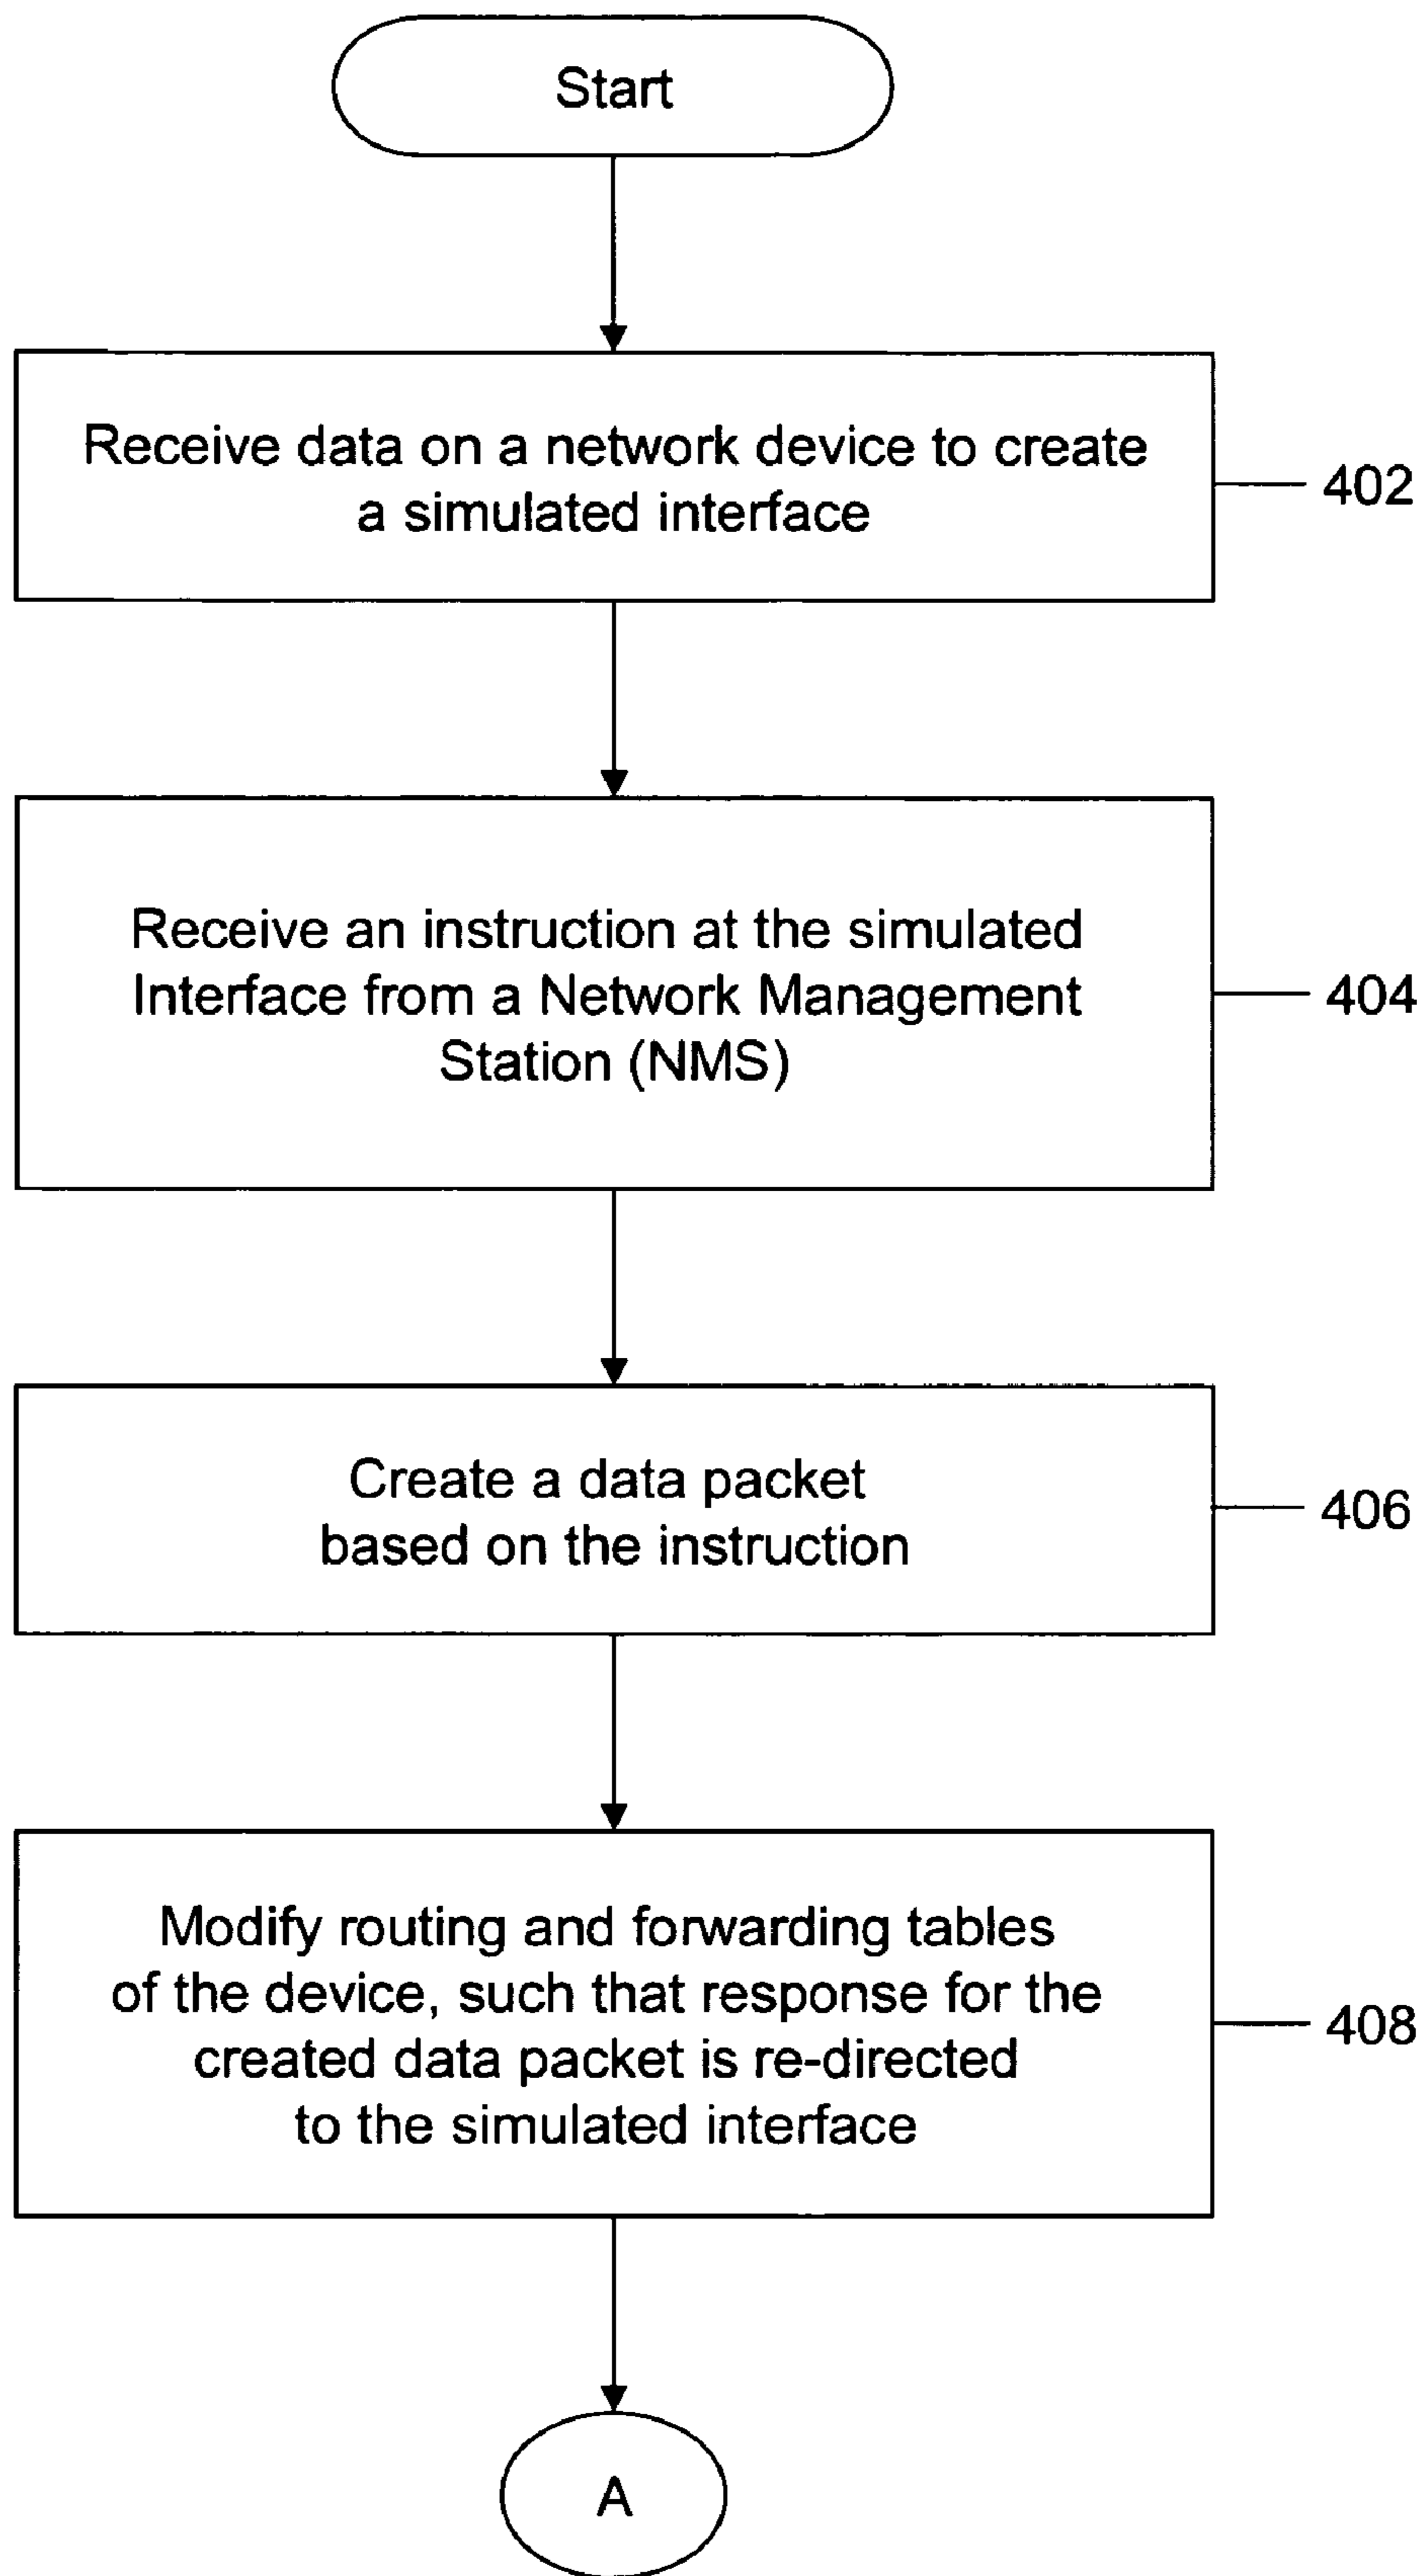 Start
Receive data on a network device to create
a simulated interface
402
Receive an instruction at the simulated
Interface from a Network Management
Station (NMS)
404
Create a data packet
based on the instruction
406
Modify routing and forwarding tables
of the device, such that response for the
created data packet is re-directed
to the simulated interface
408
A